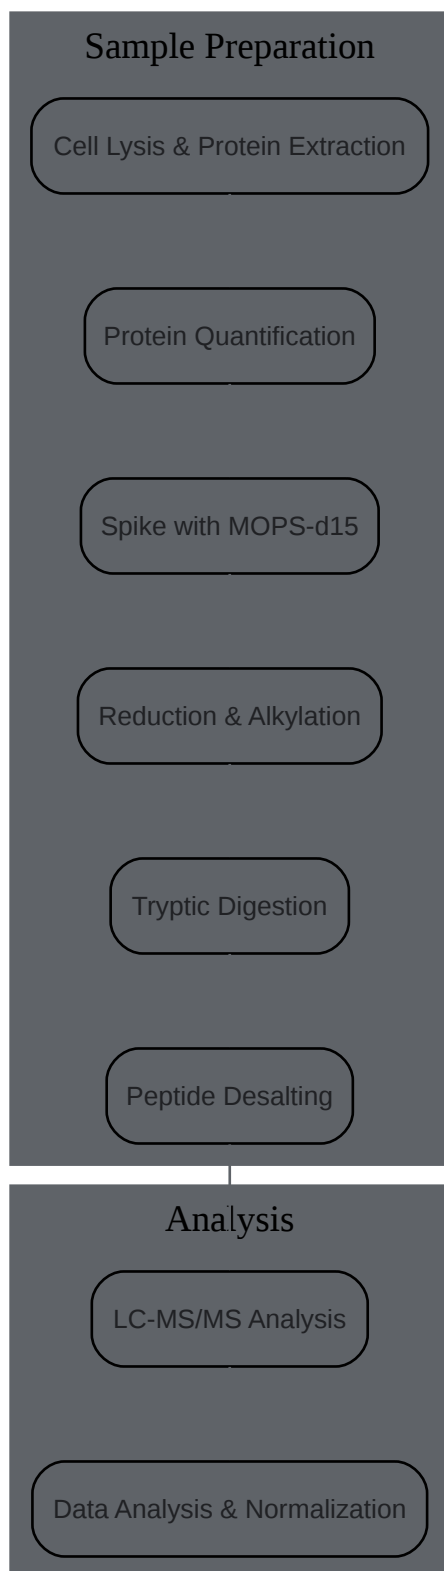 Sample Preparation
Cell Lysis & Protein Extraction
Protein Quantification
Spike with MOPS-d15
Reduction & Alkylation
Tryptic Digestion
Peptide Desalting
Analysis
LC-MS/MS Analysis
Data Analysis & Normalization